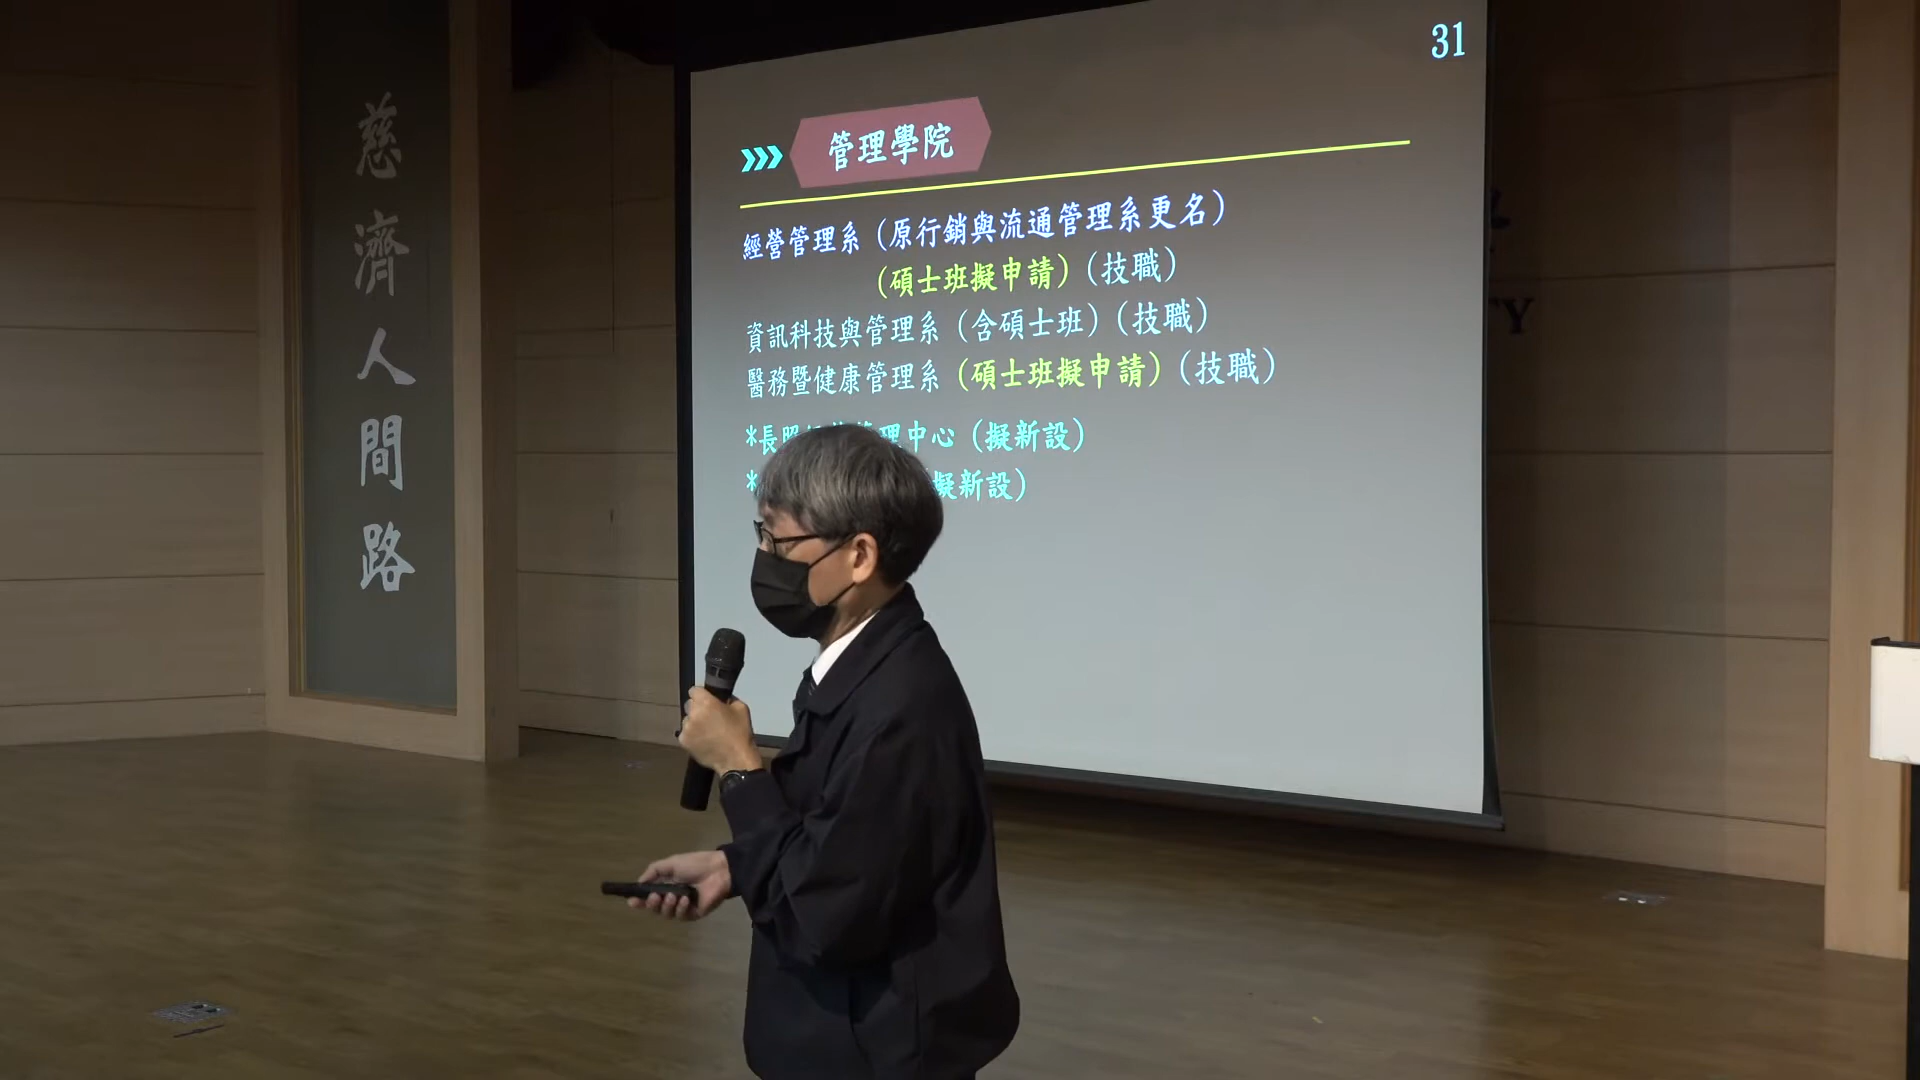 慈濟人間路
31
管理學院
經營管理系（原行銷與流通管理系更名）
（碩士班擬申請）（技職）
資訊科技與管理系（含碩士班）（技職）
醫務暨健康管理系（碩士班擬申請）（技職）
*長照 管理中心（擬新設）
* 擬新設）
TY